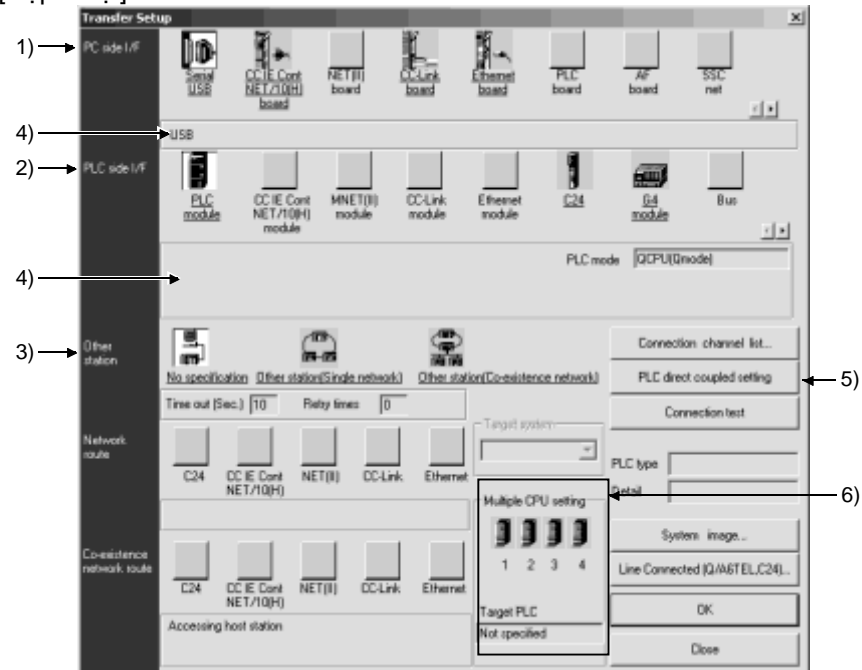 Transfer Setup
1)
PC side I/F
Serial
USB
CC IE Cont
NET/10(H)
board
NET(II)
board
CC-Link
board
Ethernet
board
PLC
board
AF
board
SSC
net
4)
USB
2)
PLC side I/F
PLC
module
CC IE Cont
NET/10(H)
module
MNET(II)
module
CC-Link
module
Ethernet
module
C24
G4
module
Bus
4)
PLC mode
QCPU(Qmode)
3)
Other
station
No specification
Other station(Single network)
Other station(Co-existence network)
Connection channel list...
PLC direct coupled setting
5)
Connection test
Time out (Sec.)
10
Retry times
0
Target system
Network
route
C24
CC IE Cont
NET/10(H)
NET(II)
CC-Link
Ethernet
PLC type
Detail
6)
Multiple CPU setting
1 2 3 4
Target PLC
Not specified
System image...
Line Connected (Q/A6TEL,C24)...
OK
Close
Co-existence
network route
C24
CC IE Cont
NET/10(H)
NET(II)
CC-Link
Ethernet
Accessing host station